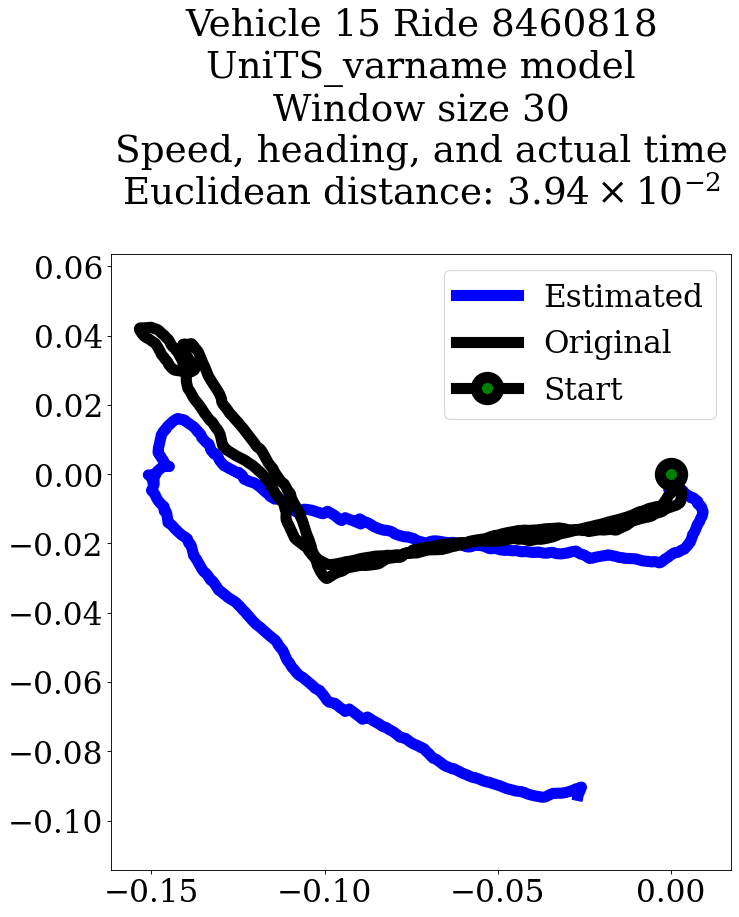 Vehicle 15 Ride 8460818
UniTS_varname model
Window size 30
Speed, heading, and actual time
Euclidean distance: 3.94 × 10⁻²
Estimated
Original
Start
0.06
0.04
0.02
0.00
−0.02
−0.04
−0.06
−0.08
−0.10
−0.15 −0.10 −0.05 0.00